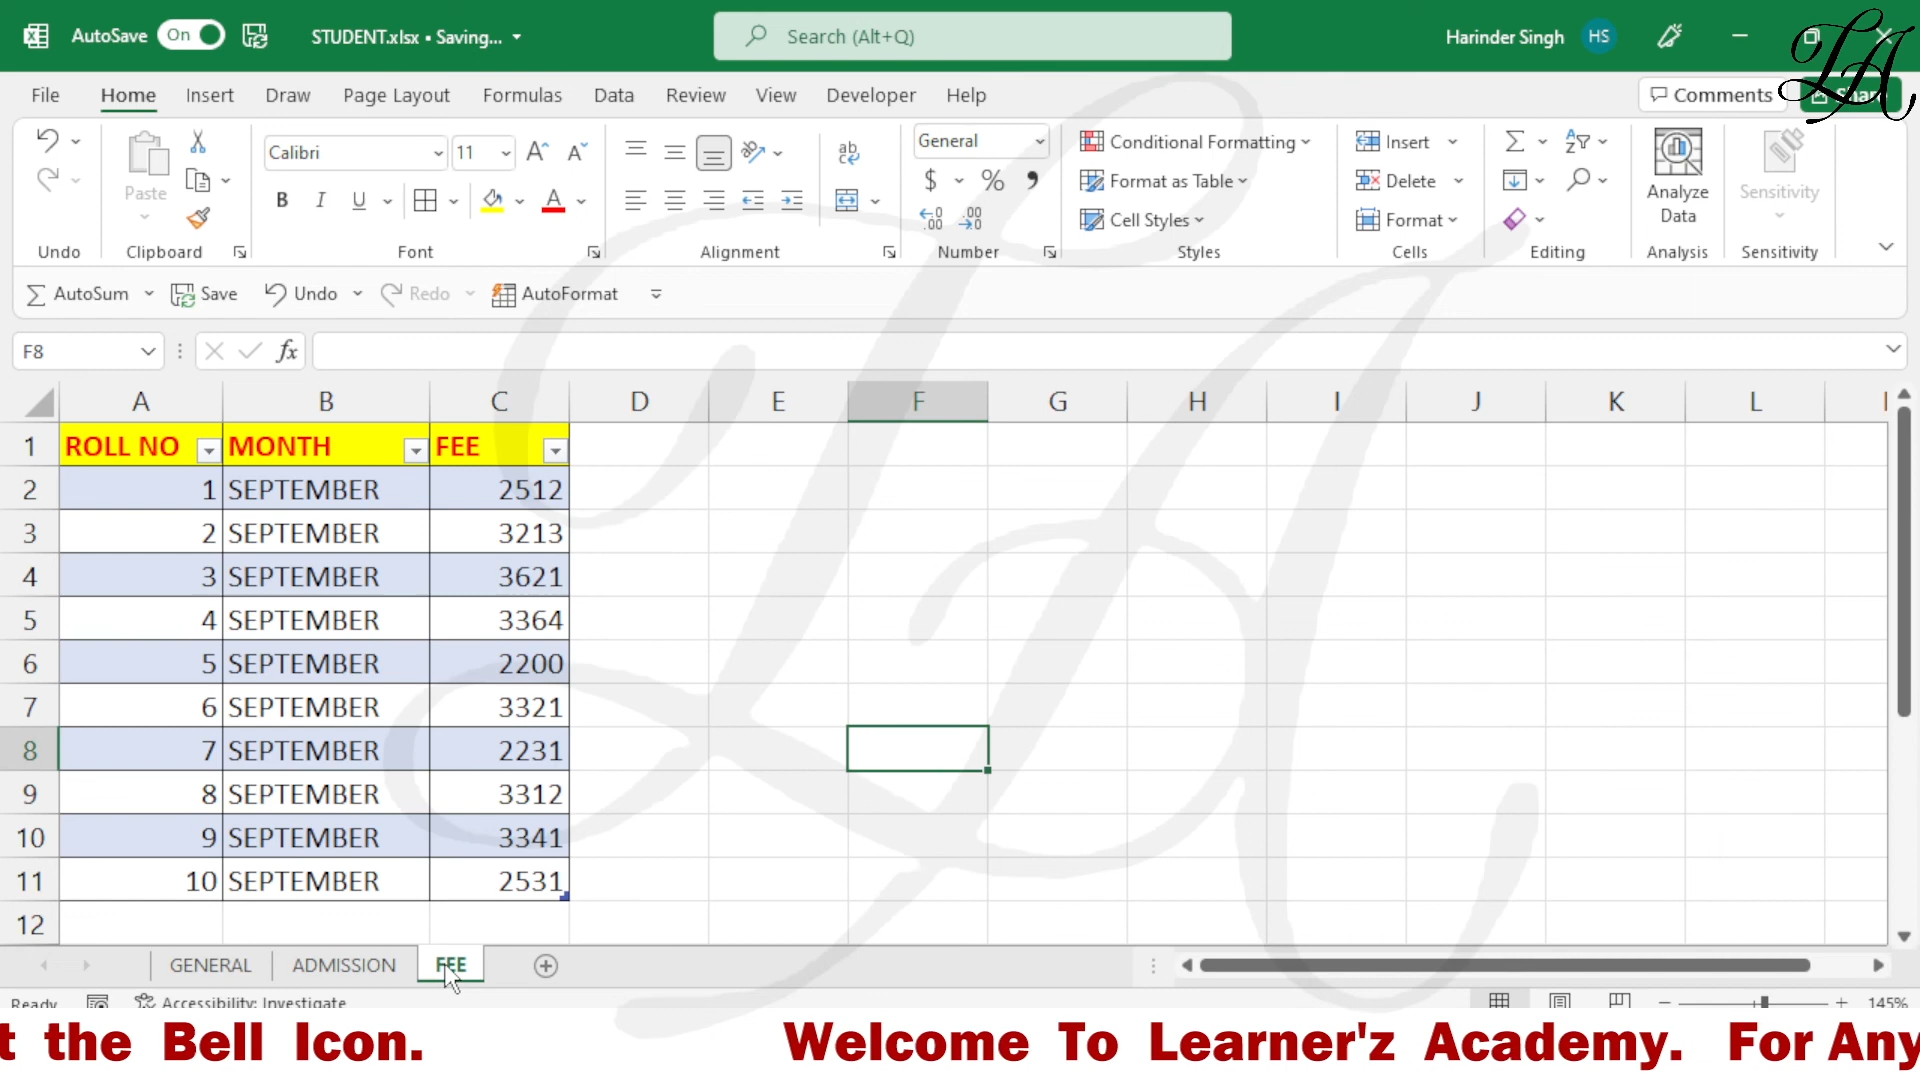 AutoSave On STUDENT.xlsx • Saving... Search (Alt+Q) Harinder Singh HS
File Home Insert Draw Page Layout Formulas Data Review View Developer Help Comments Share
LA
Calibri 11 General Conditional Formatting Insert
Paste B I U $ % Format as Table Delete Analyze Data Sensitivity
Cell Styles Format
Undo Clipboard Font Alignment Number Styles Cells Editing Analysis Sensitivity
AutoSum Save Undo Redo AutoFormat
F8 fx
A B C D E F G H I J K L
1 ROLL NO MONTH FEE
2 1 SEPTEMBER 2512
3 2 SEPTEMBER 3213
4 3 SEPTEMBER 3621
5 4 SEPTEMBER 3364
6 5 SEPTEMBER 2200
7 6 SEPTEMBER 3321
8 7 SEPTEMBER 2231
9 8 SEPTEMBER 3312
10 9 SEPTEMBER 3341
11 10 SEPTEMBER 2531
12
GENERAL ADMISSION FEE
Ready Accessibility: Investigate 145%
t the Bell Icon. Welcome To Learner'z Academy. For Any